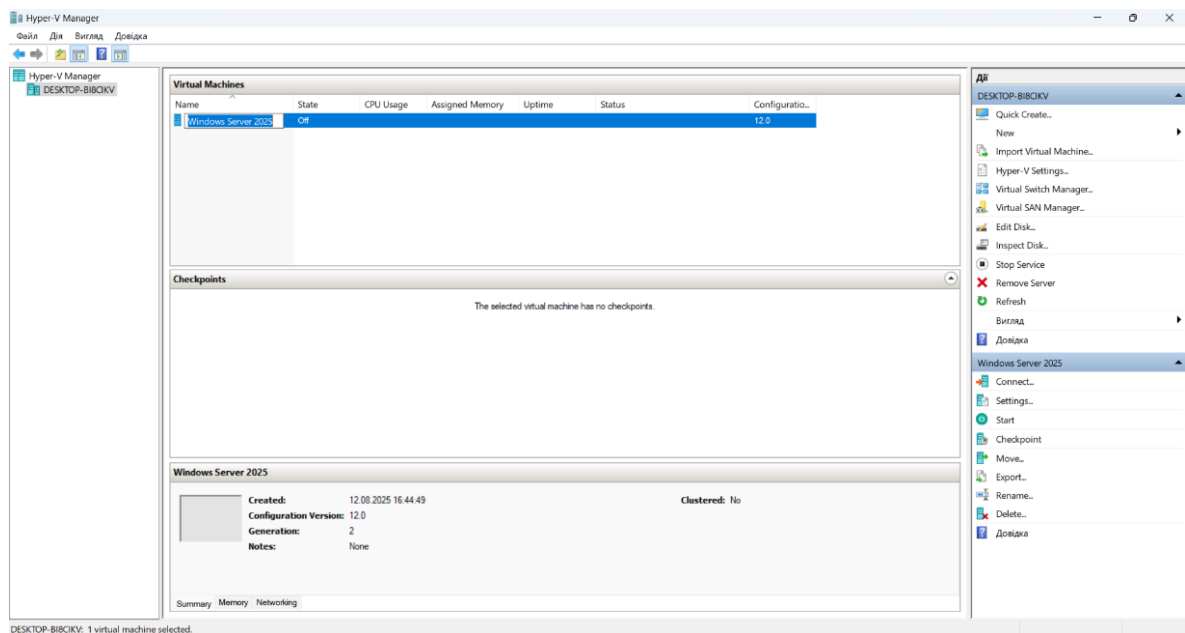 Hyper-V Manager
Файл Дія Вигляд Довідка
Hyper-V Manager
DESKTOP-BI8CIKV
Virtual Machines
Name State CPU Usage Assigned Memory Uptime Status Configuratio...
Windows Server 2025 Off 12.0
Checkpoints
The selected virtual machine has no checkpoints.
Windows Server 2025
Created: 12.08.2025 16:44:49 Clustered: No
Configuration Version: 12.0
Generation: 2
Notes: None
Summary Memory Networking
Дії
DESKTOP-BI8CIKV
Quick Create...
New
Import Virtual Machine...
Hyper-V Settings...
Virtual Switch Manager...
Virtual SAN Manager...
Edit Disk...
Inspect Disk...
Stop Service
Remove Server
Refresh
Вигляд
Довідка
Windows Server 2025
Connect...
Settings...
Start
Checkpoint
Move...
Export...
Rename...
Delete...
Довідка
DESKTOP-BI8CIKV: 1 virtual machine selected.